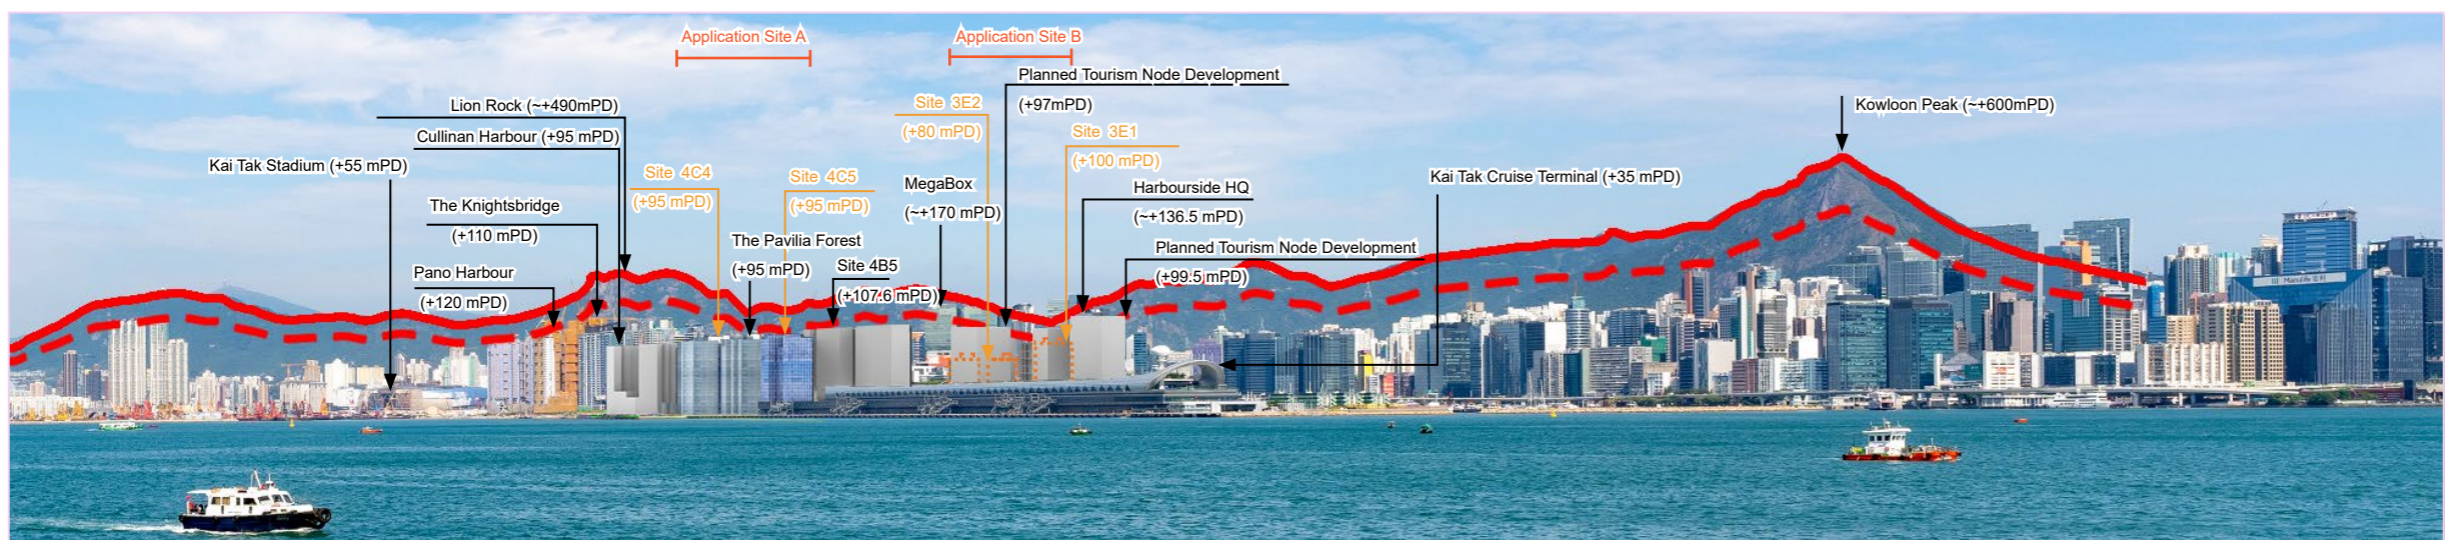 Application Site A
Application Site B
Planned Tourism Node Development
(+97mPD)
Lion Rock (~+490mPD)
Site 3E2
(+80 mPD)
Kowloon Peak (~+600mPD)
Cullinan Harbour (+95 mPD)
Site 3E1
(+100 mPD)
Kai Tak Stadium (+55 mPD)
Site 4C4
(+95 mPD)
Site 4C5
(+95 mPD)
MegaBox
(~+170 mPD)
Harbourside HQ
(~+136.5 mPD)
Kai Tak Cruise Terminal (+35 mPD)
The Knightsbridge
(+110 mPD)
The Pavilia Forest
(+95 mPD)
Planned Tourism Node Development
(+99.5 mPD)
Pano Harbour
(+120 mPD)
Site 4B5
(+107.6 mPD)
Manulife